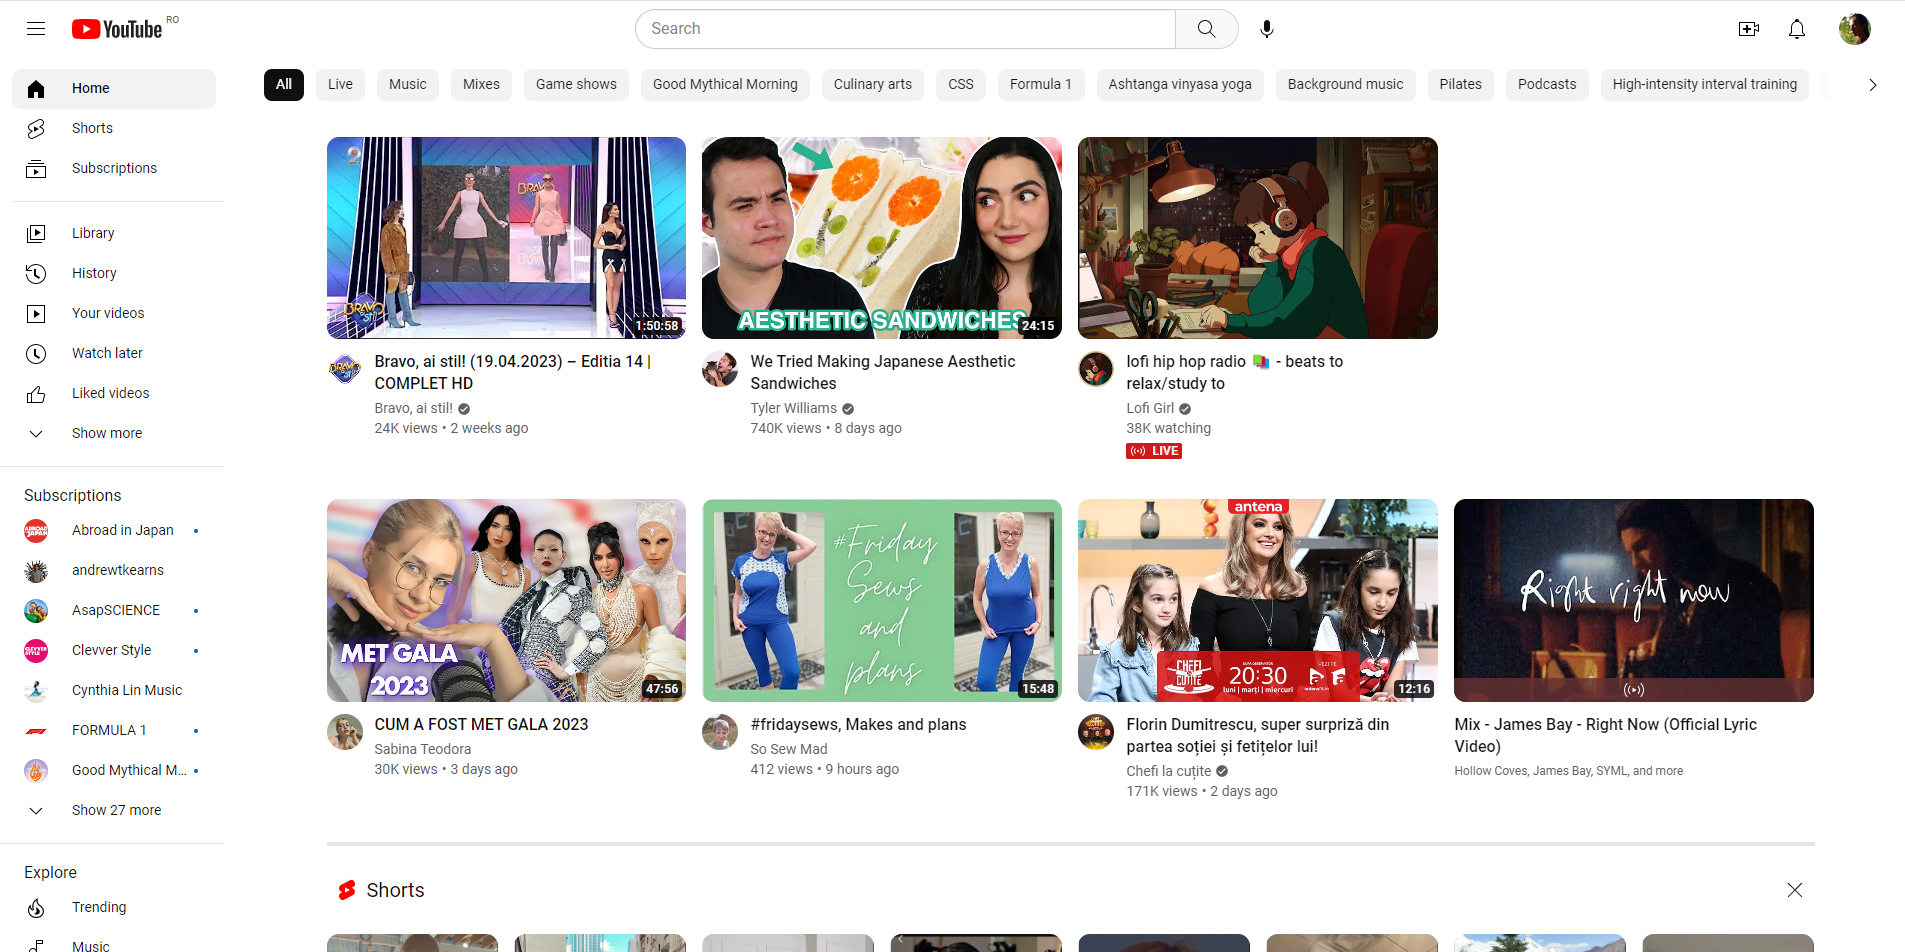 YouTube RO
Search
Home
Shorts
Subscriptions
Library
History
Your videos
Watch later
Liked videos
Show more
Subscriptions
Abroad in Japan
andrewtkearns
AsapSCIENCE
Clevver Style
Cynthia Lin Music
FORMULA 1
Good Mythical M...
Show 27 more
Explore
Trending
Music
All Live Music Mixes Game shows Good Mythical Morning Culinary arts CSS Formula 1 Ashtanga vinyasa yoga Background music Pilates Podcasts High-intensity interval training
BRAVO
ai stil
1:50:58
Bravo, ai stil! (19.04.2023) – Editia 14 |
COMPLET HD
Bravo, ai stil!
24K views • 2 weeks ago
AESTHETIC SANDWICHES
24:15
We Tried Making Japanese Aesthetic
Sandwiches
Tyler Williams
740K views • 8 days ago
lofi hip hop radio 📚 - beats to
relax/study to
Lofi Girl
38K watching
LIVE
MET GALA
2023
47:56
CUM A FOST MET GALA 2023
Sabina Teodora
30K views • 3 days ago
#Friday
Sews
and
plans
15:48
#fridaysews, Makes and plans
So Sew Mad
412 views • 9 hours ago
antena
CHEFI
LA
CUȚITE
20:30
luni | marți | miercuri
VEZI PE
12:16
Florin Dumitrescu, super surpriză din
partea soției și fetițelor lui!
Chefi la cuțite
171K views • 2 days ago
Right right now
Mix - James Bay - Right Now (Official Lyric
Video)
Hollow Coves, James Bay, SYML, and more
Shorts